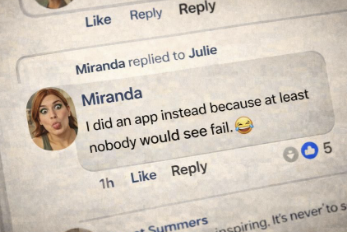 Like Reply Reply
Miranda replied to Julie
Miranda
I did an app instead because at least
nobody would see fail. 😂
1h Like Reply 5
st Summers
inspiring. It's never to s